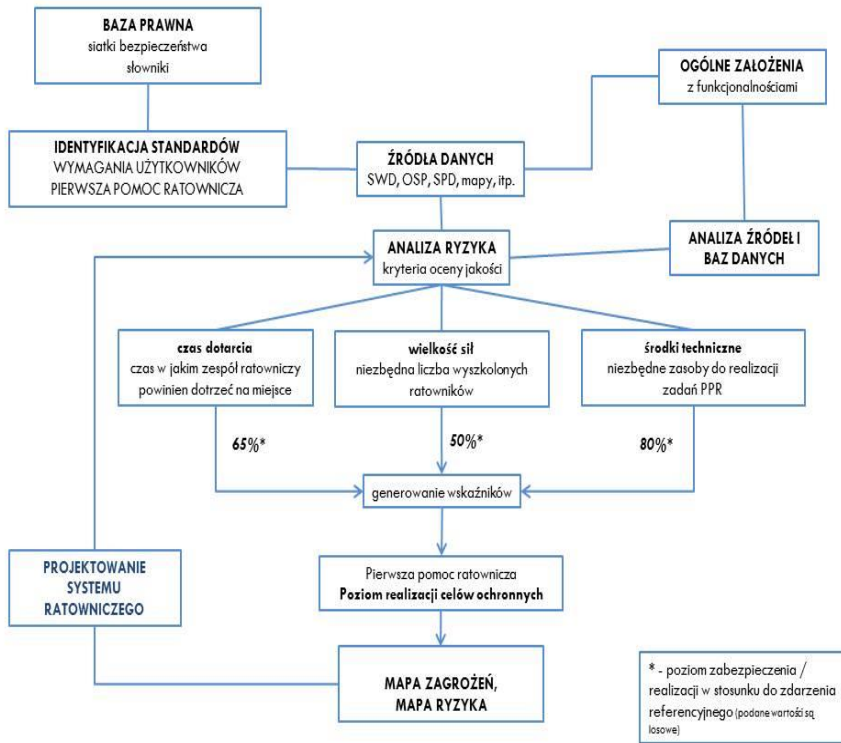 BAZA PRAWNA
siatki bezpieczeństwa
słowniki
OGÓLNE ZAŁOŻENIA
z funkcjonalnościami
IDENTYFIKACJA STANDARDÓW
WYMAGANIA UŻYTKOWNIKÓW
PIERWSZA POMOC RATOWNICZA
ŹRÓDŁA DANYCH
SWD, OSP, SPD, mapy, itp.
ANALIZA RYZYKA
kryteria oceny jakości
ANALIZA ŹRÓDEŁ I
BAZ DANYCH
czas dotarcia
czas w jakim zespół ratowniczy
powinien dotrzeć na miejsce
wielkość sił
niezbędna liczba wyszkolonych
ratowników
środki techniczne
niezbędne zasoby do realizacji
zadań PPR
65%*
50%*
80%*
generowanie wskaźników
Pierwsza pomoc ratownicza
Poziom realizacji celów ochronnych
PROJEKTOWANIE
SYSTEMU
RATOWNICZEGO
MAPA ZAGROŻEŃ,
MAPA RYZYKA
* - poziom zabezpieczenia /
realizacji w stosunku do zdarzenia
referencyjnego (podane wartości są
losowe)